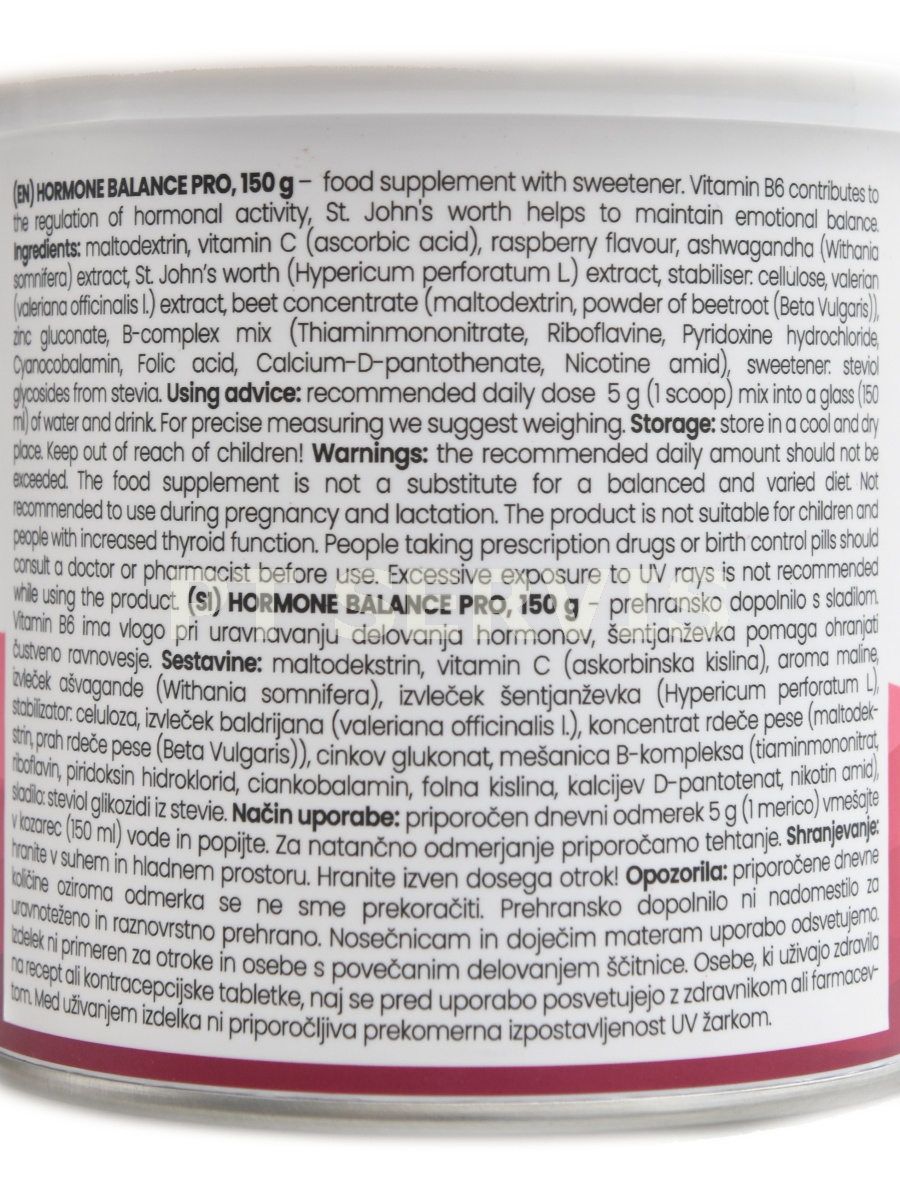 (EN) HORMONE BALANCE PRO, 150 g – food supplement with sweetener. Vitamin B6 contributes to
the regulation of hormonal activity, St. John's worth helps to maintain emotional balance.
Ingredients: maltodextrin, vitamin C (ascorbic acid), raspberry flavour, ashwagandha (Withania
somnifera) extract, St. John's worth (Hypericum perforatum L) extract, stabiliser: cellulose, valerian
(valeriana officinalis l.) extract, beet concentrate (maltodextrin, powder of beetroot (Beta Vulgaris)),
zinc gluconate, B-complex mix (Thiaminmononitrate, Riboflavine, Pyridoxine hydrochloride,
Cyanocobalamin, Folic acid, Calcium-D-pantothenate, Nicotine amid), sweetener: steviol
glycosides from stevia. Using advice: recommended daily dose 5 g (1 scoop) mix into a glass (150
ml) of water and drink. For precise measuring we suggest weighing. Storage: store in a cool and dry
place. Keep out of reach of children! Warnings: the recommended daily amount should not be
exceeded. The food supplement is not a substitute for a balanced and varied diet. Not
recommended to use during pregnancy and lactation. The product is not suitable for children and
people with increased thyroid function. People taking prescription drugs or birth control pills should
consult a doctor or pharmacist before use. Excessive exposure to UV rays is not recommended
while using the product. (SI) HORMONE BALANCE PRO, 150 g – prehransko dopolnilo s sladilom.
Vitamin B6 ima vlogo pri uravnavanju delovanja hormonov, šentjanževka pomaga ohranjati
čustveno ravnovesje. Sestavine: maltodekstrin, vitamin C (askorbinska kislina), aroma maline,
izvleček ašvagande (Withania somnifera), izvleček šentjanževka (Hypericum perforatum L),
stabilizator: celuloza, izvleček baldrijana (valeriana officinalis l.), koncentrat rdeče pese (maltodek-
strin, prah rdeče pese (Beta Vulgaris)), cinkov glukonat, mešanica B-kompleksa (tiaminmononitrat,
riboflavin, piridoksin hidroklorid, ciankobalamin, folna kislina, kalcijev D-pantotenat, nikotin amid),
sladilo: steviol glikozidi iz stevie. Način uporabe: priporočen dnevni odmerek 5 g (1 merico) vmešajte
v kozarec (150 ml) vode in popijte. Za natančno odmerjanje priporočamo tehtanje. Shranjevanje:
hranite v suhem in hladnem prostoru. Hranite izven dosega otrok! Opozorila: priporočene dnevne
količine oziroma odmerka se ne sme prekoračiti. Prehransko dopolnilo ni nadomestilo za
uravnoteženo in raznovrstno prehrano. Nosečnicam in doječim materam uporabo odsvetujemo.
Izdelek ni primeren za otroke in osebe s povečanim delovanjem ščitnice. Osebe, ki uživajo zdravila
na recept ali kontracepcijske tabletke, naj se pred uporabo posvetujejo z zdravnikom ali farmacev-
tom. Med uživanjem izdelka ni priporočljiva prekomerna izpostavljenost UV žarkom.
PT SERVIS